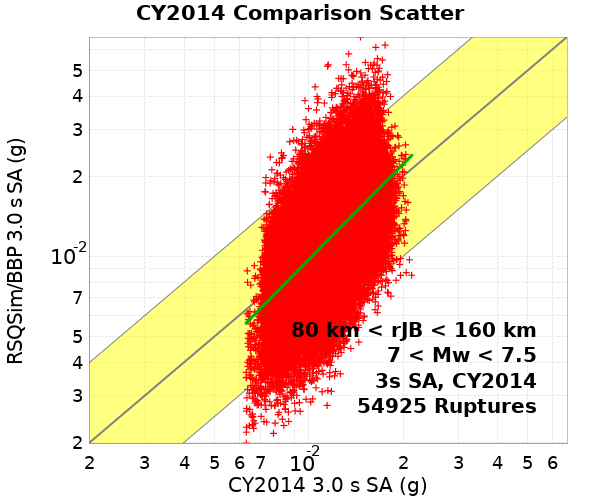 CY2014 Comparison Scatter
RSQSim/BBP 3.0 s SA (g)
5
4
3
2
10-2
7
5
4
3
2
80 km < rJB < 160 km
7 < Mw < 7.5
3s SA, CY2014
54925 Ruptures
2 3 4 5 6 7 10-2 2 3 4 5 6
CY2014 3.0 s SA (g)